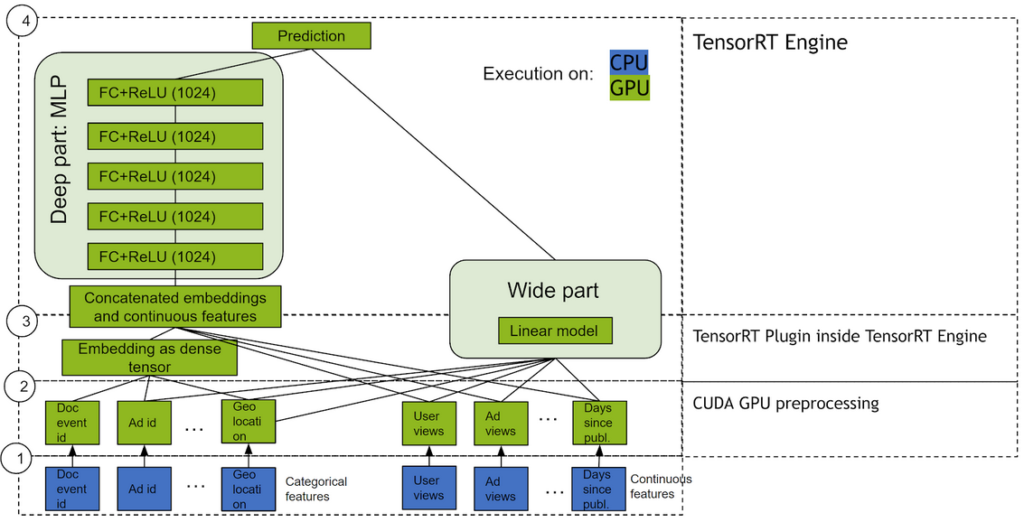 4
Prediction
TensorRT Engine
Execution on:
CPU
GPU
Deep part: MLP
FC+ReLU (1024)
FC+ReLU (1024)
FC+ReLU (1024)
FC+ReLU (1024)
FC+ReLU (1024)
Wide part
Linear model
Concatenated embeddings
and continuous features
3
TensorRT Plugin inside TensorRT Engine
Embedding as dense
tensor
2
CUDA GPU preprocessing
Doc
event
id
Ad id
...
Geo
locati
on
User
views
Ad
views
...
Days
since
publ.
1
Doc
event
id
Ad id
...
Geo
locati
on
Categorical
features
User
views
Ad
views
...
Days
since
publ.
Continuous
features